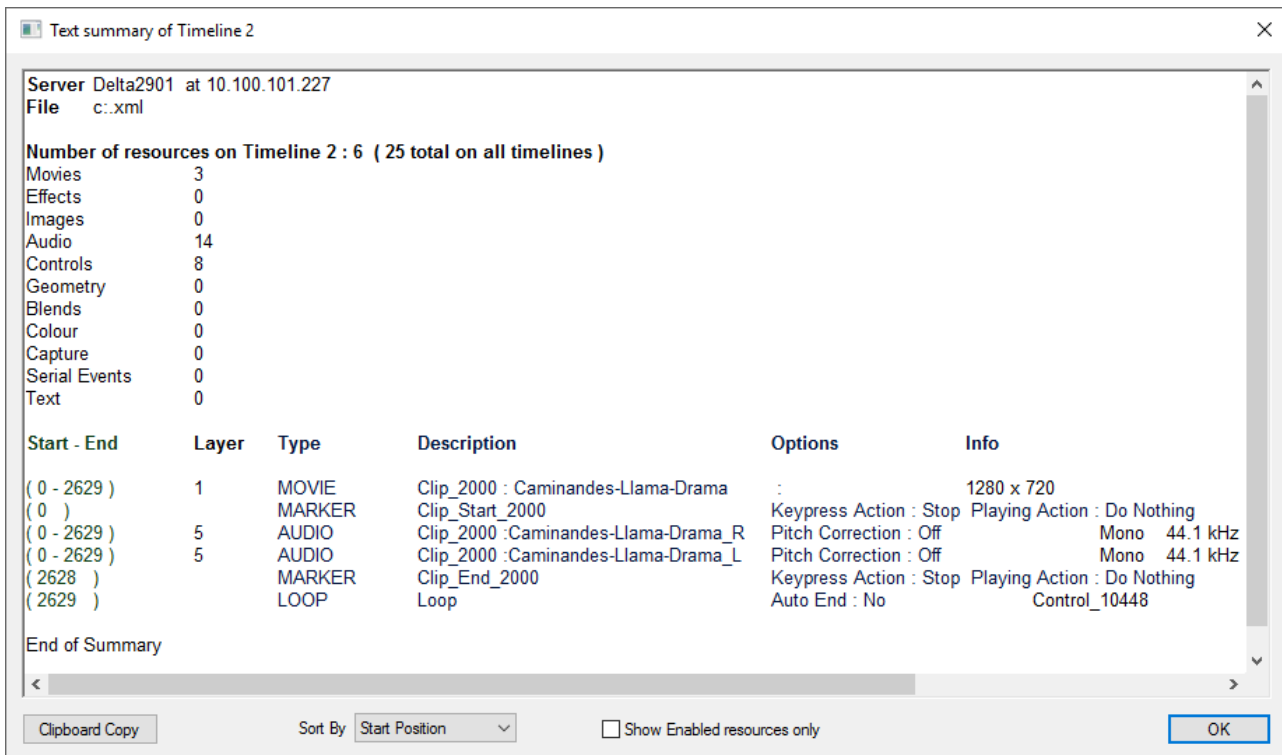 Text summary of Timeline 2
Server Delta2901 at 10.100.101.227
File c:.xml
Number of resources on Timeline 2 : 6 ( 25 total on all timelines )
Movies 3
Effects 0
Images 0
Audio 14
Controls 8
Geometry 0
Blends 0
Colour 0
Capture 0
Serial Events 0
Text 0
Start - End Layer Type Description Options Info
( 0 - 2629 ) 1 MOVIE Clip_2000 : Caminandes-Llama-Drama : 1280 x 720
( 0 ) MARKER Clip_Start_2000 Keypress Action : Stop Playing Action : Do Nothing
( 0 - 2629 ) 5 AUDIO Clip_2000 :Caminandes-Llama-Drama_R Pitch Correction : Off Mono 44.1 kHz
( 0 - 2629 ) 5 AUDIO Clip_2000 :Caminandes-Llama-Drama_L Pitch Correction : Off Mono 44.1 kHz
( 2628 ) MARKER Clip_End_2000 Keypress Action : Stop Playing Action : Do Nothing
( 2629 ) LOOP Loop Auto End : No Control_10448
End of Summary
Clipboard Copy Sort By Start Position Show Enabled resources only OK